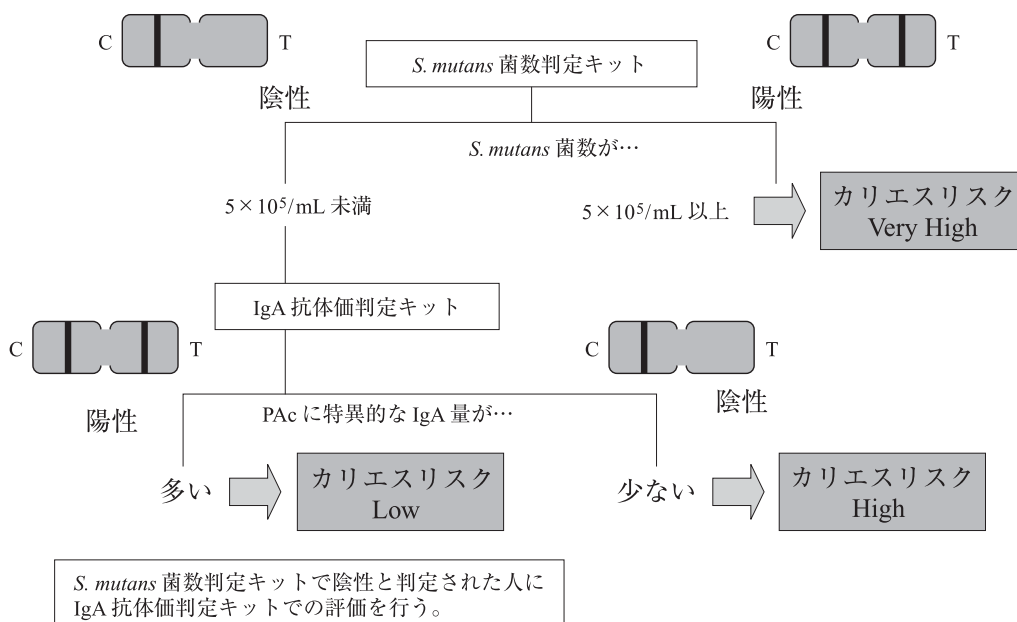 C
T
陰性
S. mutans 菌数判定キット
C
T
陽性
S. mutans 菌数が…
5×10⁵/mL 未満
5×10⁵/mL 以上
カリエスリスク
Very High
IgA 抗体価判定キット
C
T
陽性
C
T
陰性
PAc に特異的な IgA 量が…
多い
カリエスリスク
Low
少ない
カリエスリスク
High
S. mutans 菌数判定キットで陰性と判定された人に
IgA 抗体価判定キットでの評価を行う。